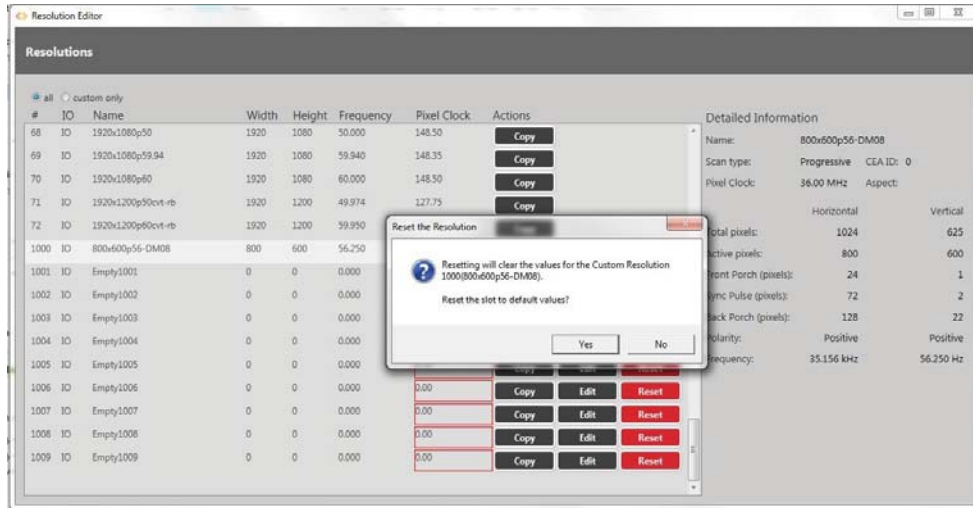 Resolution Editor
Resolutions
all custom only
# IO Name Width Height Frequency Pixel Clock Actions
68 IO 1920x1080p50 1920 1080 50.000 148.50 Copy
69 IO 1920x1080p59.94 1920 1080 59.940 148.35 Copy
70 IO 1920x1080p60 1920 1080 60.000 148.50 Copy
71 IO 1920x1200p50cvt-rb 1920 1200 49.974 127.75 Copy
72 IO 1920x1200p60cvt-rb 1920 1200 59.950
1000 IO 800x600p56-DM08 800 600 56.250
1001 IO Empty1001 0 0 0.000
1002 IO Empty1002 0 0 0.000
1003 IO Empty1003 0 0 0.000
1004 IO Empty1004 0 0 0.000
1005 IO Empty1005 0 0 0.000 Copy Edit Reset
1006 IO Empty1006 0 0 0.000 0.00 Copy Edit Reset
1007 IO Empty1007 0 0 0.000 0.00 Copy Edit Reset
1008 IO Empty1008 0 0 0.000 0.00 Copy Edit Reset
1009 IO Empty1009 0 0 0.000 0.00 Copy Edit Reset
Reset the Resolution
Resetting will clear the values for the Custom Resolution
1000(800x600p56-DM08).
Reset the slot to default values?
Yes No
Detailed Information
Name: 800x600p56-DM08
Scan type: Progressive CEA ID: 0
Pixel Clock: 36.00 MHz Aspect:
Horizontal Vertical
Total pixels: 1024 625
Active pixels: 800 600
Front Porch (pixels): 24 1
Sync Pulse (pixels): 72 2
Back Porch (pixels): 128 22
Polarity: Positive Positive
Frequency: 35.156 kHz 56.250 Hz